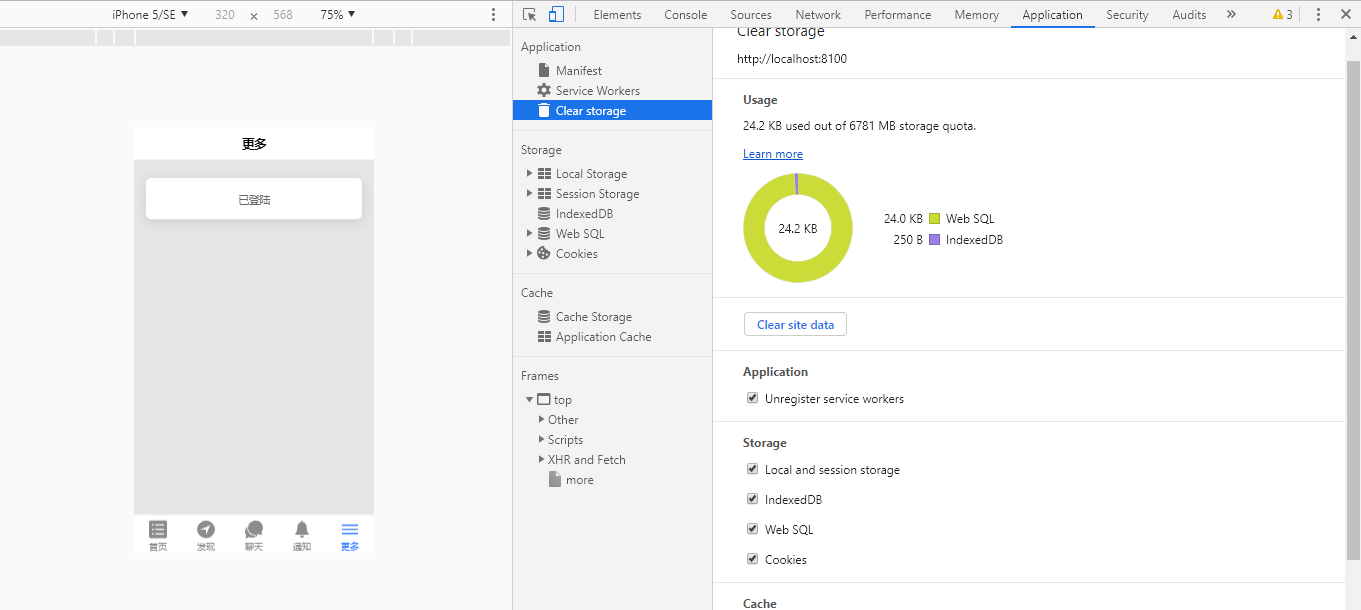 iPhone 5/SE ▼ 320 × 568 75% ▼
Elements Console Sources Network Performance Memory Application Security Audits » 3
更多
已登陆
首页 发现 聊天 通知 更多
Application
Manifest
Service Workers
Clear storage
Storage
Local Storage
Session Storage
IndexedDB
Web SQL
Cookies
Cache
Cache Storage
Application Cache
Frames
top
Other
Scripts
XHR and Fetch
more
Clear storage
http://localhost:8100
Usage
24.2 KB used out of 6781 MB storage quota.
Learn more
24.2 KB
24.0 KB Web SQL
250 B IndexedDB
Clear site data
Application
Unregister service workers
Storage
Local and session storage
IndexedDB
Web SQL
Cookies
Cache